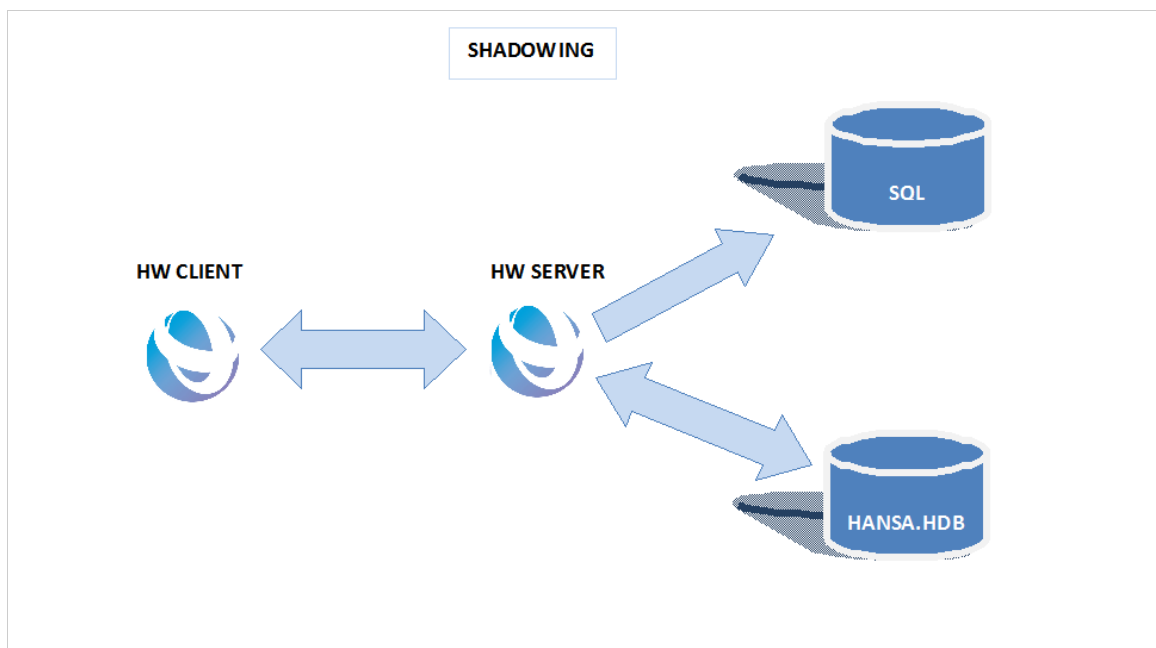 SHADOWING
SQL
HW CLIENT
HW SERVER
HANSA.HDB